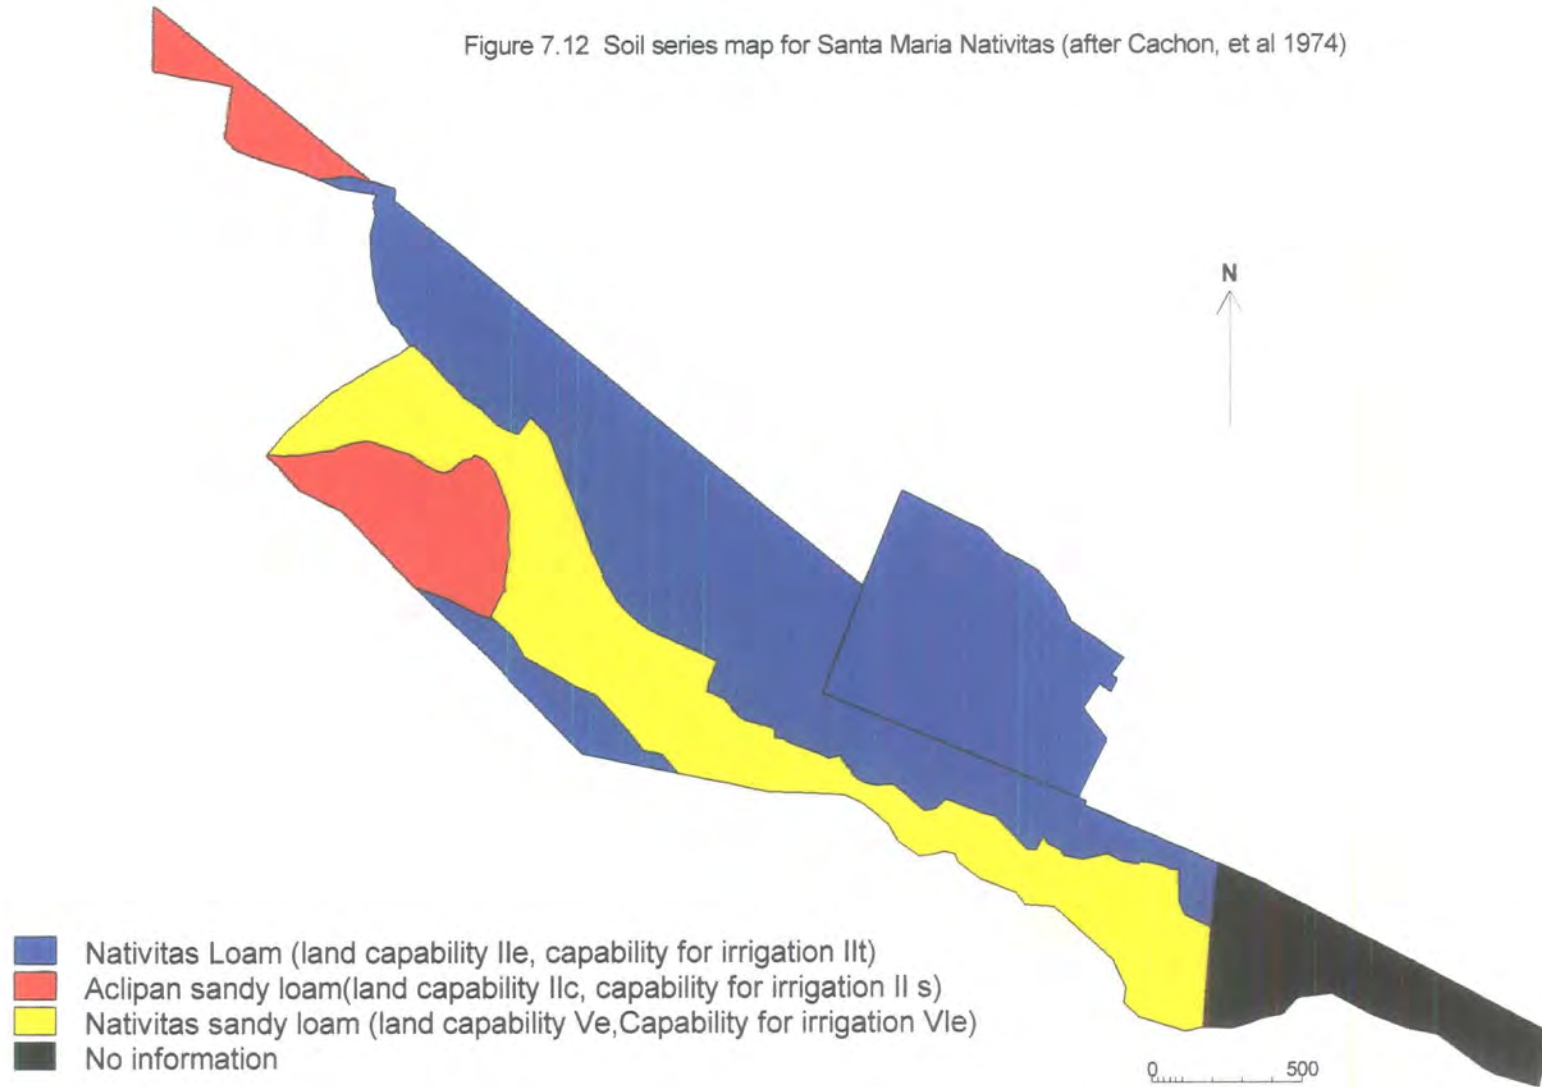 Figure 7.12 Soil series map for Santa Maria Nativitas (after Cachon, et al 1974)
N
Nativitas Loam (land capability IIe, capability for irrigation IIt)
Aclipan sandy loam(land capability IIc, capability for irrigation II s)
Nativitas sandy loam (land capability Ve,Capability for irrigation VIe)
No information
0 500